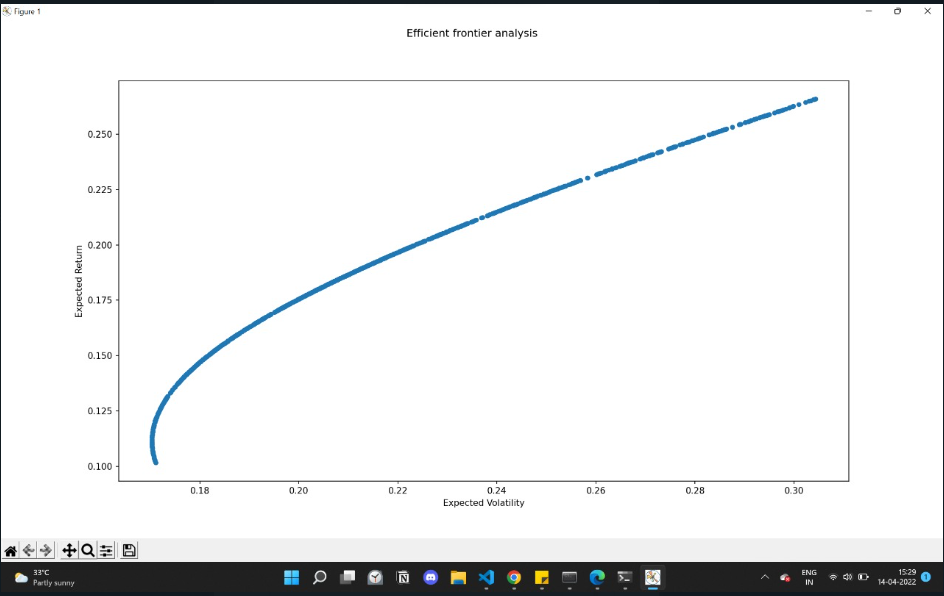 Figure 1
Efficient frontier analysis
Expected Return
0.250
0.225
0.200
0.175
0.150
0.125
0.100
0.18 0.20 0.22 0.24 0.26 0.28 0.30
Expected Volatility
33°C
Partly sunny
ENG
IN
15:29
14-04-2022
1